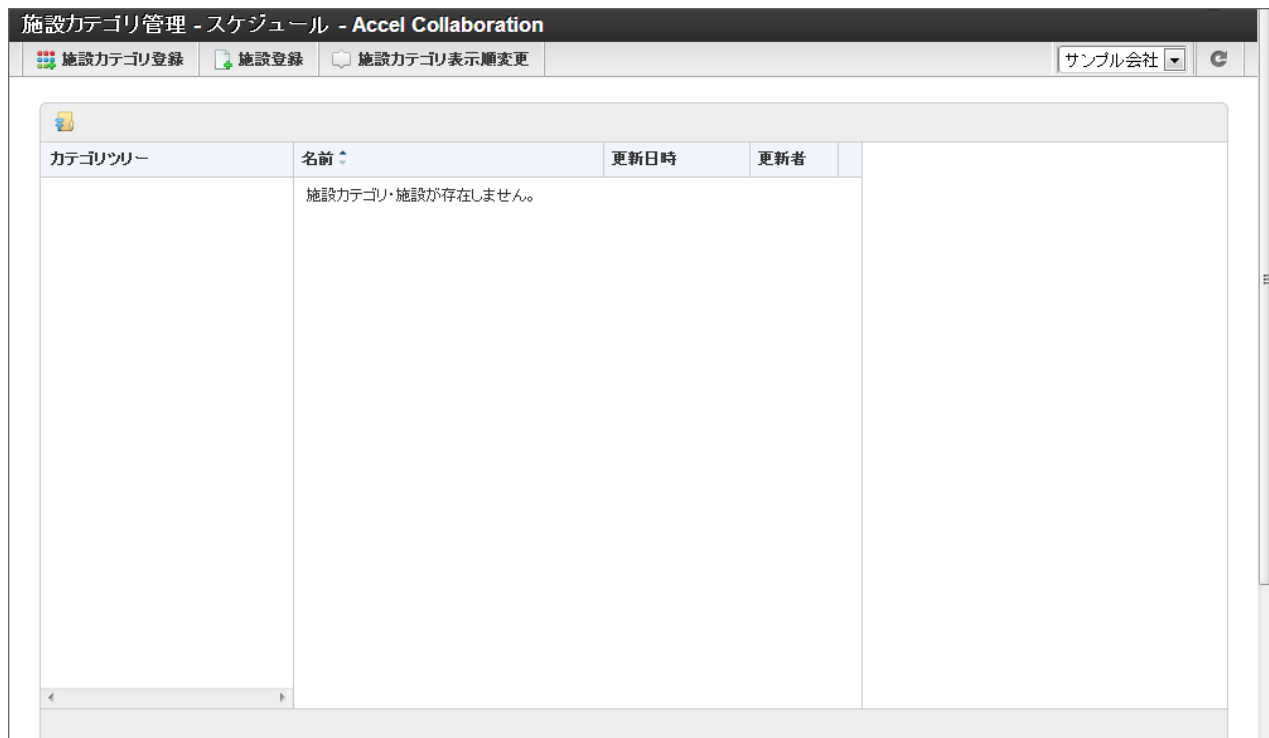 施設カテゴリ管理 - スケジュール - Accel Collaboration
施設カテゴリ登録 施設登録 施設カテゴリ表示順変更 サンプル会社
カテゴリツリー 名前 更新日時 更新者
施設カテゴリ・施設が存在しません。